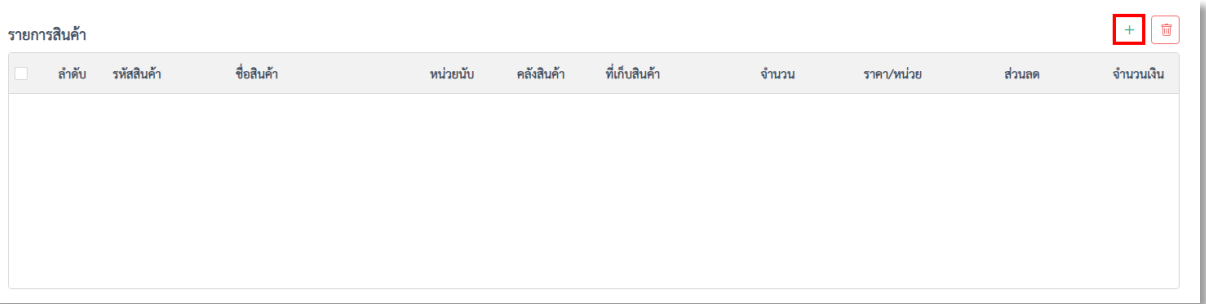 รายการสินค้า
ลำดับ รหัสสินค้า ชื่อสินค้า หน่วยนับ คลังสินค้า ที่เก็บสินค้า จำนวน ราคา/หน่วย ส่วนลด จำนวนเงิน